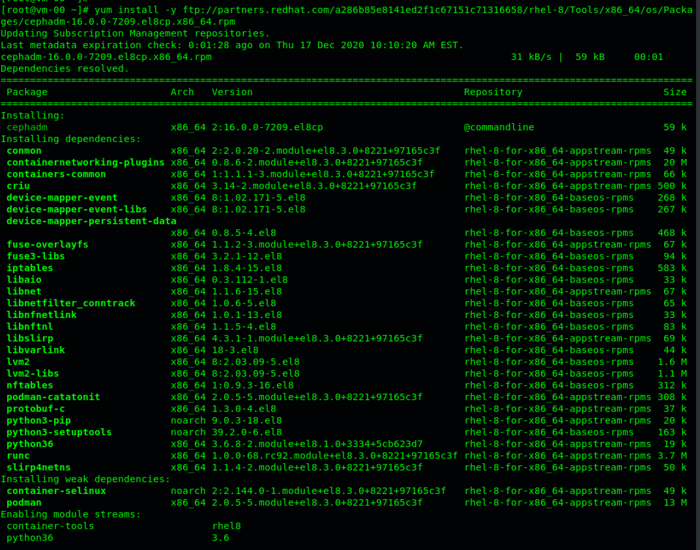 [root@vm-00 ~]# yum install -y ftp://partners.redhat.com/a286b85e8141ed2f1c67151c71316658/rhel-8/Tools/x86_64/os/Packa
ges/cephadm-16.0.0-7209.el8cp.x86_64.rpm
Updating Subscription Management repositories.
Last metadata expiration check: 0:01:28 ago on Thu 17 Dec 2020 10:10:20 AM EST.
cephadm-16.0.0-7209.el8cp.x86_64.rpm 31 kB/s | 59 kB 00:01
Dependencies resolved.
Package Arch Version Repository Size
Installing:
cephadm x86_64 2:16.0.0-7209.el8cp @commandline 59 k
Installing dependencies:
conmon x86_64 2:2.0.20-2.module+el8.3.0+8221+97165c3f rhel-8-for-x86_64-appstream-rpms 49 k
containernetworking-plugins x86_64 0.8.6-2.module+el8.3.0+8221+97165c3f rhel-8-for-x86_64-appstream-rpms 20 M
containers-common x86_64 1:1.1.1-3.module+el8.3.0+8221+97165c3f rhel-8-for-x86_64-appstream-rpms 66 k
criu x86_64 3.14-2.module+el8.3.0+8221+97165c3f rhel-8-for-x86_64-appstream-rpms 500 k
device-mapper-event x86_64 8:1.02.171-5.el8 rhel-8-for-x86_64-baseos-rpms 268 k
device-mapper-event-libs x86_64 8:1.02.171-5.el8 rhel-8-for-x86_64-baseos-rpms 267 k
device-mapper-persistent-data
x86_64 0.8.5-4.el8 rhel-8-for-x86_64-baseos-rpms 468 k
fuse-overlayfs x86_64 1.1.2-3.module+el8.3.0+8221+97165c3f rhel-8-for-x86_64-appstream-rpms 67 k
fuse3-libs x86_64 3.2.1-12.el8 rhel-8-for-x86_64-baseos-rpms 94 k
iptables x86_64 1.8.4-15.el8 rhel-8-for-x86_64-baseos-rpms 583 k
libaio x86_64 0.3.112-1.el8 rhel-8-for-x86_64-baseos-rpms 33 k
libnet x86_64 1.1.6-15.el8 rhel-8-for-x86_64-appstream-rpms 67 k
libnetfilter_conntrack x86_64 1.0.6-5.el8 rhel-8-for-x86_64-baseos-rpms 65 k
libnfnetlink x86_64 1.0.1-13.el8 rhel-8-for-x86_64-baseos-rpms 33 k
libnftnl x86_64 1.1.5-4.el8 rhel-8-for-x86_64-baseos-rpms 83 k
libslirp x86_64 4.3.1-1.module+el8.3.0+8221+97165c3f rhel-8-for-x86_64-appstream-rpms 69 k
libvarlink x86_64 18-3.el8 rhel-8-for-x86_64-baseos-rpms 44 k
lvm2 x86_64 8:2.03.09-5.el8 rhel-8-for-x86_64-baseos-rpms 1.6 M
lvm2-libs x86_64 8:2.03.09-5.el8 rhel-8-for-x86_64-baseos-rpms 1.1 M
nftables x86_64 1:0.9.3-16.el8 rhel-8-for-x86_64-baseos-rpms 312 k
podman-catatonit x86_64 2.0.5-5.module+el8.3.0+8221+97165c3f rhel-8-for-x86_64-appstream-rpms 308 k
protobuf-c x86_64 1.3.0-4.el8 rhel-8-for-x86_64-appstream-rpms 37 k
python3-pip noarch 9.0.3-18.el8 rhel-8-for-x86_64-appstream-rpms 20 k
python3-setuptools noarch 39.2.0-6.el8 rhel-8-for-x86_64-baseos-rpms 163 k
python36 x86_64 3.6.8-2.module+el8.1.0+3334+5cb623d7 rhel-8-for-x86_64-appstream-rpms 19 k
runc x86_64 1.0.0-68.rc92.module+el8.3.0+8221+97165c3f rhel-8-for-x86_64-appstream-rpms 3.7 M
slirp4netns x86_64 1.1.4-2.module+el8.3.0+8221+97165c3f rhel-8-for-x86_64-appstream-rpms 50 k
Installing weak dependencies:
container-selinux noarch 2:2.144.0-1.module+el8.3.0+8221+97165c3f rhel-8-for-x86_64-appstream-rpms 49 k
podman x86_64 2.0.5-5.module+el8.3.0+8221+97165c3f rhel-8-for-x86_64-appstream-rpms 13 M
Enabling module streams:
container-tools rhel8
python36 3.6